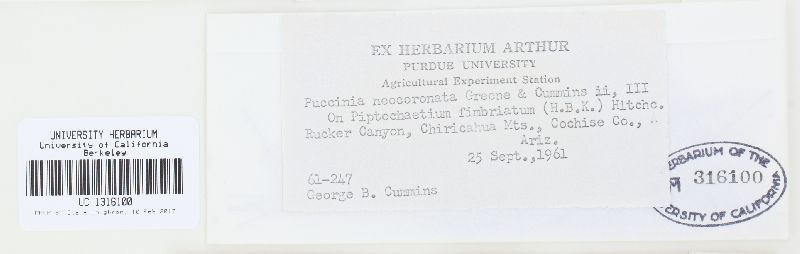 EX HERBARIUM ARTHUR
PURDUE UNIVERSITY
Agricultural Experiment Station
Puccinia neocoronata Greene & Cummins ii, III
On Piptochaetium fimbriatum (H.B.K.) Hitchc.
Rucker Canyon, Chiricahua Mts., Cochise Co.,
Ariz.
25 Sept.,1961
61-247
George B. Cummins
UNIVERSITY HERBARIUM
University of California
Berkeley
UC 1316100
HERBARIUM OF THE
316100
UNIVERSITY OF CALIFORNIA